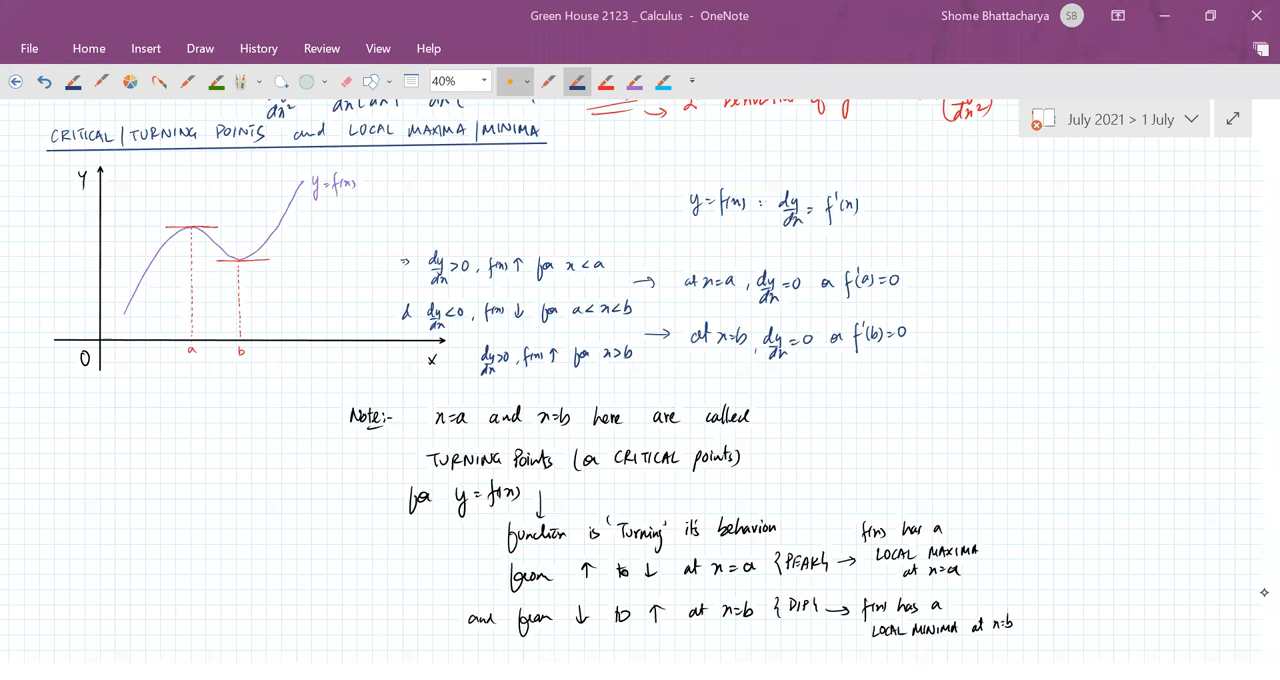 Green House 2123 _ Calculus - OneNote
Shome Bhattacharya SB
File Home Insert Draw History Review View Help
40%
July 2021 > 1 July
CRITICAL/TURNING POINTS and LOCAL MAXIMA/MINIMA
Y
y=f(x)
O
a
b
X
y=f(x) : dy/dx = f'(x)
⇒ dy/dx >0, f(x)↑ for x<a → at x=a, dy/dx=0 or f'(a)=0
& dy/dx <0, f(x)↓ for a<x<b
→ at x=b, dy/dx=0 or f'(b)=0
dy/dx >0, f(x)↑ for x>b
Note:- x=a and x=b here are called
TURNING Points (or CRITICAL points)
for y=f(x) ↓
function is 'Turning' it's behavior
from ↑ to ↓ at x=a {PEAK} → f(x) has a
LOCAL MAXIMA
at x=a
and from ↓ to ↑ at x=b {DIP} → f(x) has a
LOCAL MINIMA at x=b